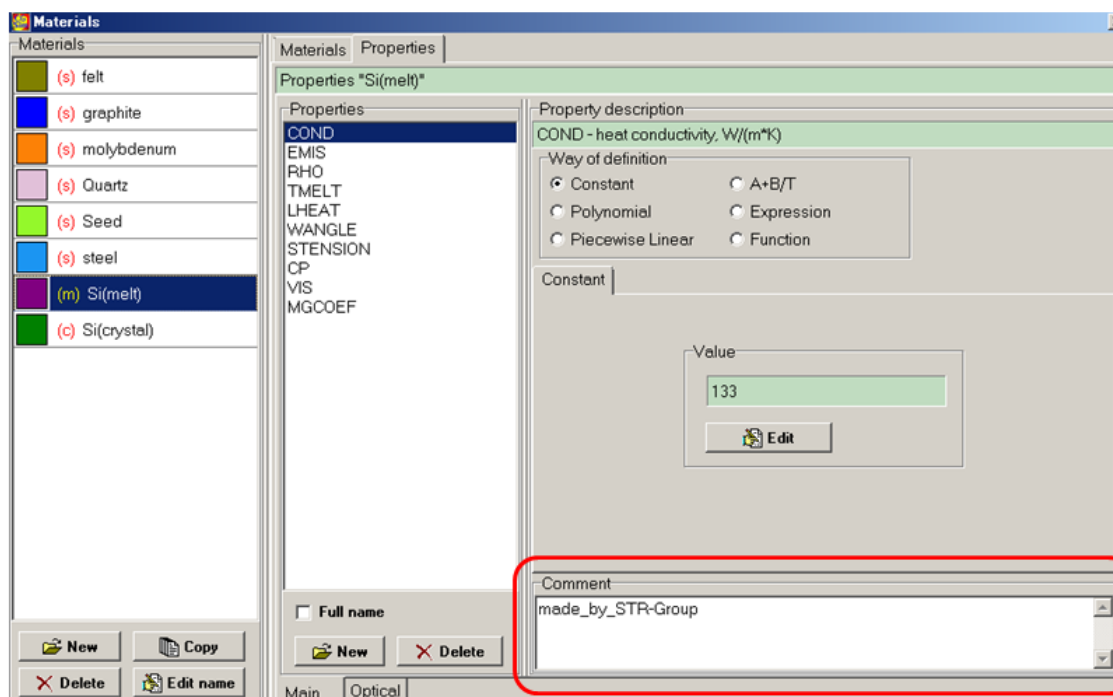 Materials
Materials
(s) felt
(s) graphite
(s) molybdenum
(s) Quartz
(s) Seed
(s) steel
(m) Si(melt)
(c) Si(crystal)
New
Copy
Delete
Edit name
Materials
Properties
Properties "Si(melt)"
Properties
COND
EMIS
RHO
TMELT
LHEAT
WANGLE
STENSION
CP
VIS
MGCOEF
Full name
New
Delete
Main
Optical
Property description
COND - heat conductivity, W/(m*K)
Way of definition
Constant
A+B/T
Polynomial
Expression
Piecewise Linear
Function
Constant
Value
133
Edit
Comment
made_by_STR-Group